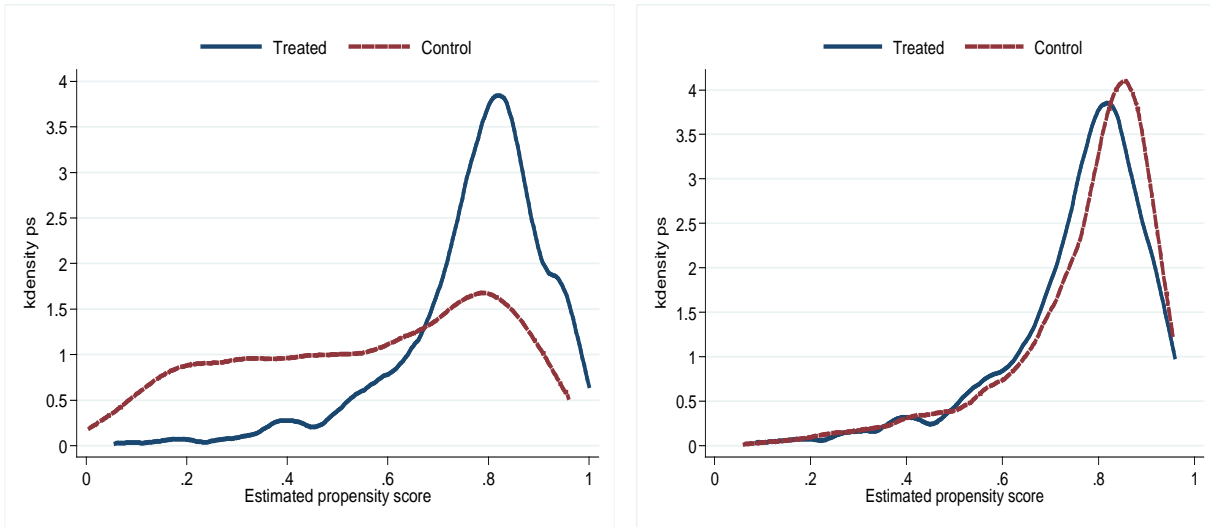 Treated Control
kdensity ps
4
3.5
3
2.5
2
1.5
1
0.5
0
0 .2 .4 .6 .8 1
Estimated propensity score
Treated Control
kdensity ps
4
3.5
3
2.5
2
1.5
1
0.5
0
0 .2 .4 .6 .8 1
Estimated propensity score